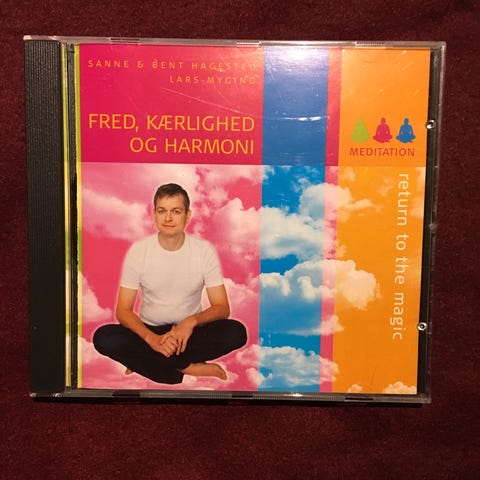 SANNE & BENT HAGESTED
LARS-MYGIND
FRED, KÆRLIGHED
OG HARMONI
MEDITATION
return to the magic